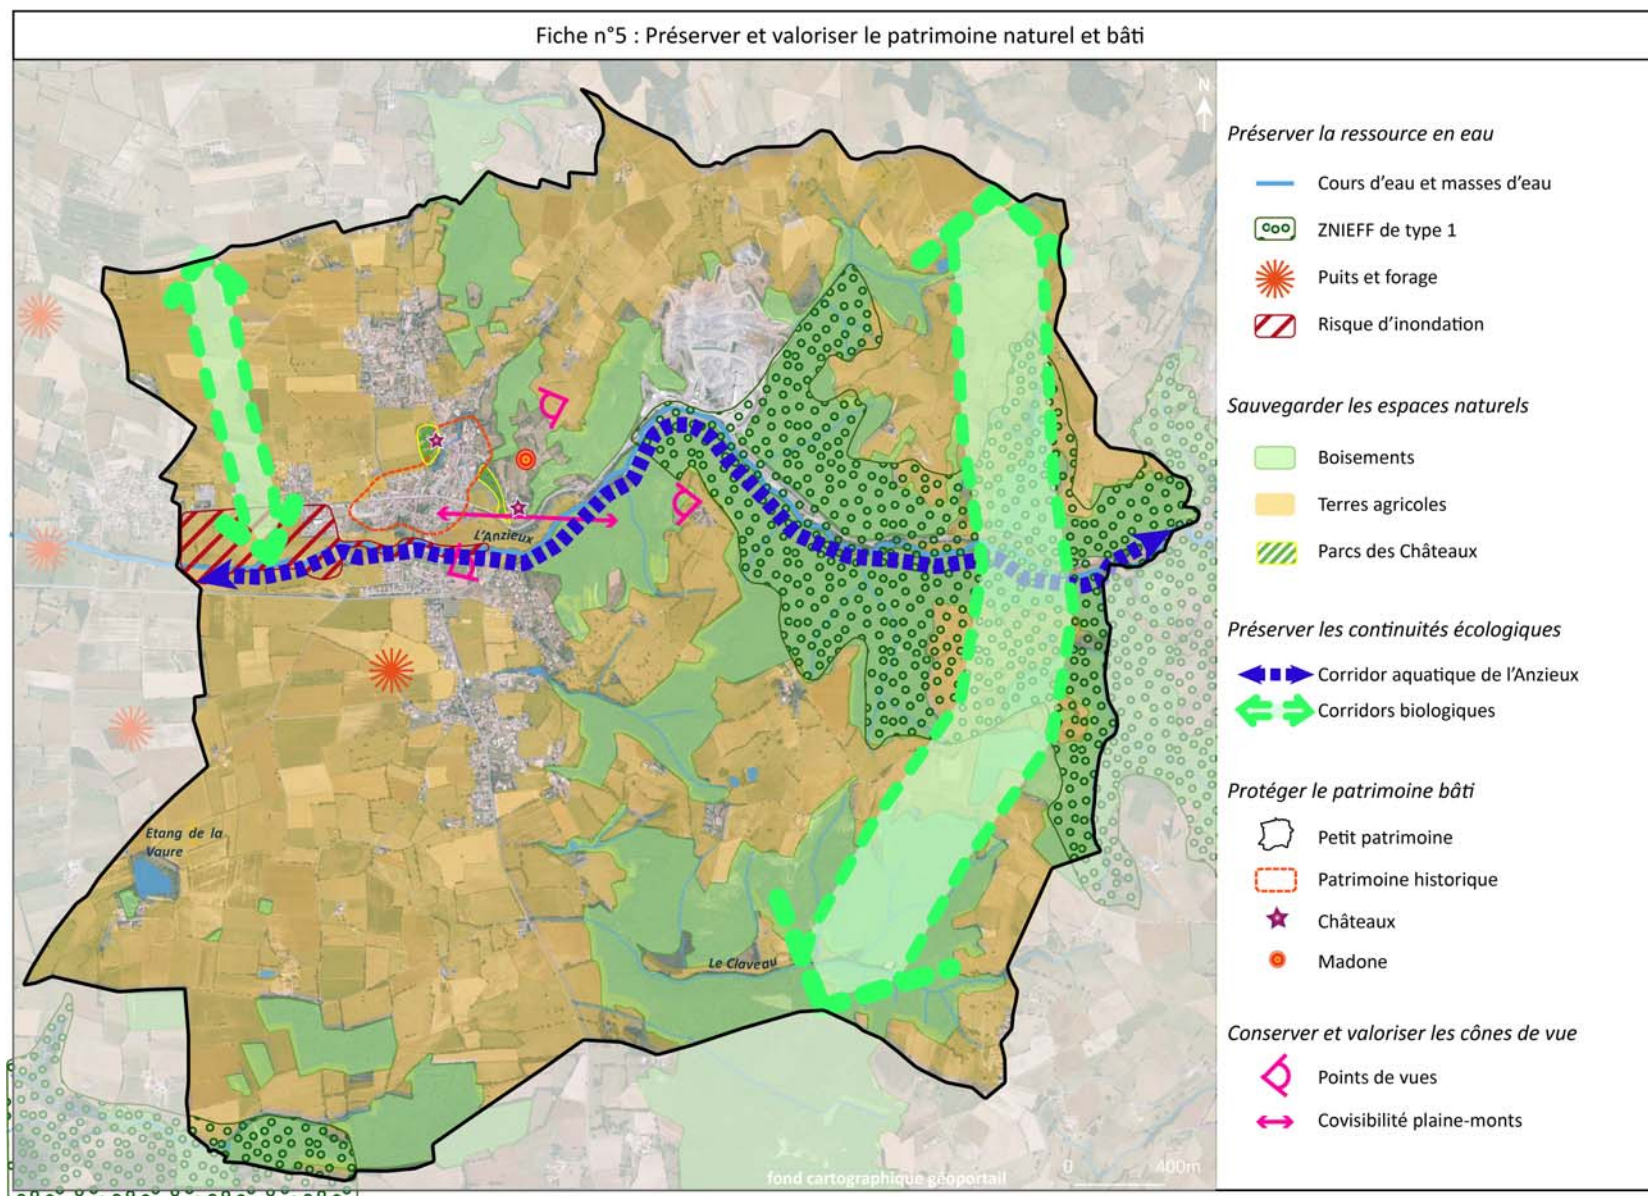 Fiche n°5 : Préserver et valoriser le patrimoine naturel et bâti
N
L'Anzieux
Etang de la
Vaure
Le Claveau
fond cartographique géoportail
0 400m
Préserver la ressource en eau
Cours d'eau et masses d'eau
ZNIEFF de type 1
Puits et forage
Risque d'inondation
Sauvegarder les espaces naturels
Boisements
Terres agricoles
Parcs des Châteaux
Préserver les continuités écologiques
Corridor aquatique de l'Anzieux
Corridors biologiques
Protéger le patrimoine bâti
Petit patrimoine
Patrimoine historique
Châteaux
Madone
Conserver et valoriser les cônes de vue
Points de vues
Covisibilité plaine-monts